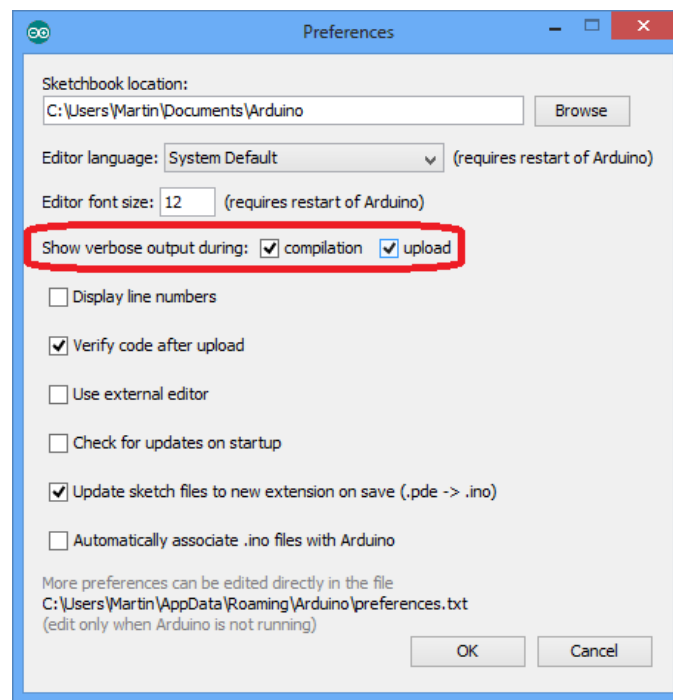 Preferences
Sketchbook location:
C:\Users\Martin\Documents\Arduino Browse
Editor language: System Default (requires restart of Arduino)
Editor font size: 12 (requires restart of Arduino)
Show verbose output during: compilation upload
Display line numbers
Verify code after upload
Use external editor
Check for updates on startup
Update sketch files to new extension on save (.pde -> .ino)
Automatically associate .ino files with Arduino
More preferences can be edited directly in the file
C:\Users\Martin\AppData\Roaming\Arduino\preferences.txt
(edit only when Arduino is not running)
OK Cancel